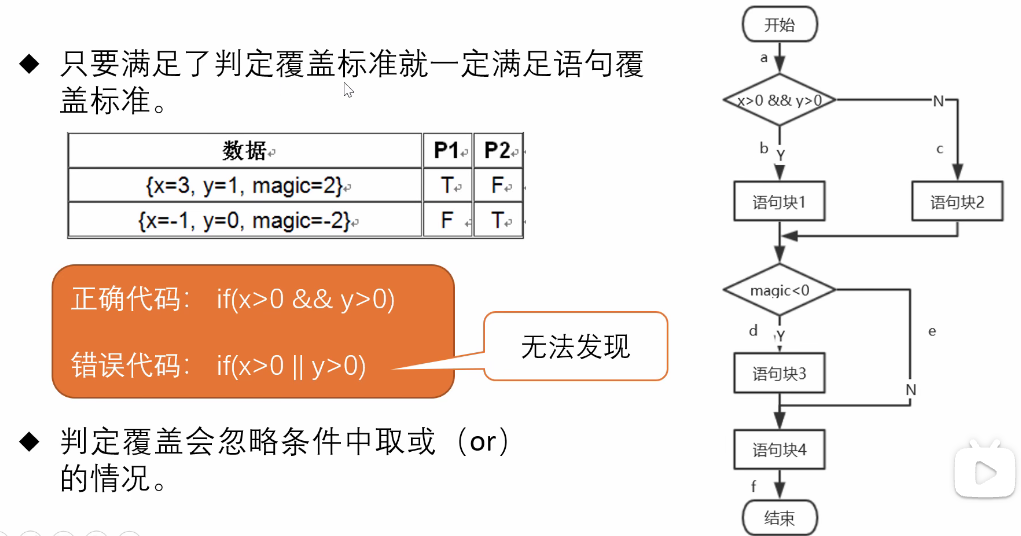 只要满足了判定覆盖标准就一定满足语句覆
盖标准。
数据 P1 P2
{x=3, y=1, magic=2} T F
{x=-1, y=0, magic=-2} F T
正确代码： if(x>0 && y>0)
错误代码： if(x>0 || y>0)
无法发现
判定覆盖会忽略条件中取或（or）
的情况。
开始
a
x>0 && y>0
N
b Y c
语句块1 语句块2
magic<0
d Y e
语句块3
N
语句块4
f
结束